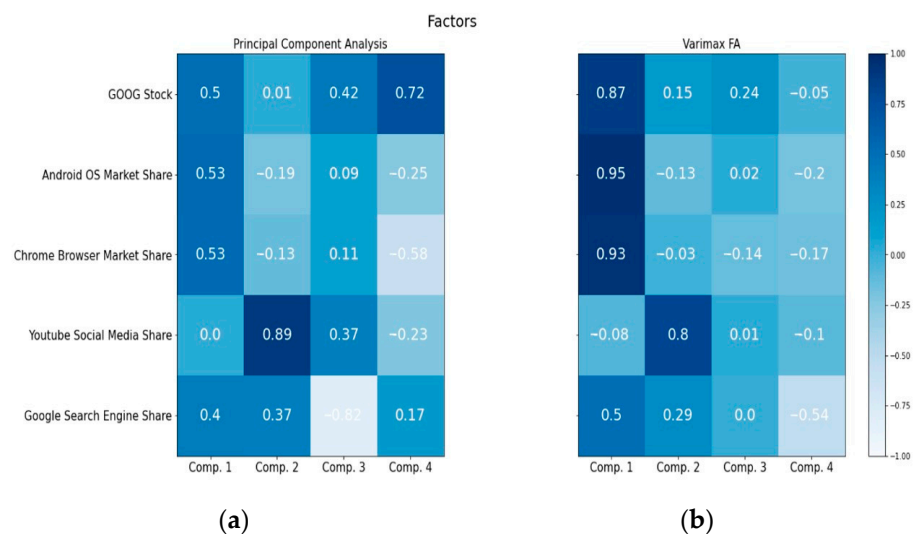 Factors
Principal Component Analysis
Varimax FA
GOOG Stock
0.5 0.01 0.42 0.72
0.87 0.15 0.24 −0.05
Android OS Market Share
0.53 −0.19 0.09 −0.25
0.95 −0.13 0.02 −0.2
Chrome Browser Market Share
0.53 −0.13 0.11 −0.58
0.93 −0.03 −0.14 −0.17
Youtube Social Media Share
0.0 0.89 0.37 −0.23
−0.08 0.8 0.01 −0.1
Google Search Engine Share
0.4 0.37 −0.82 0.17
0.5 0.29 0.0 −0.54
Comp. 1 Comp. 2 Comp. 3 Comp. 4
Comp. 1 Comp. 2 Comp. 3 Comp. 4
1.00
0.75
0.50
0.25
0.00
−0.25
−0.50
−0.75
−1.00
(a)
(b)